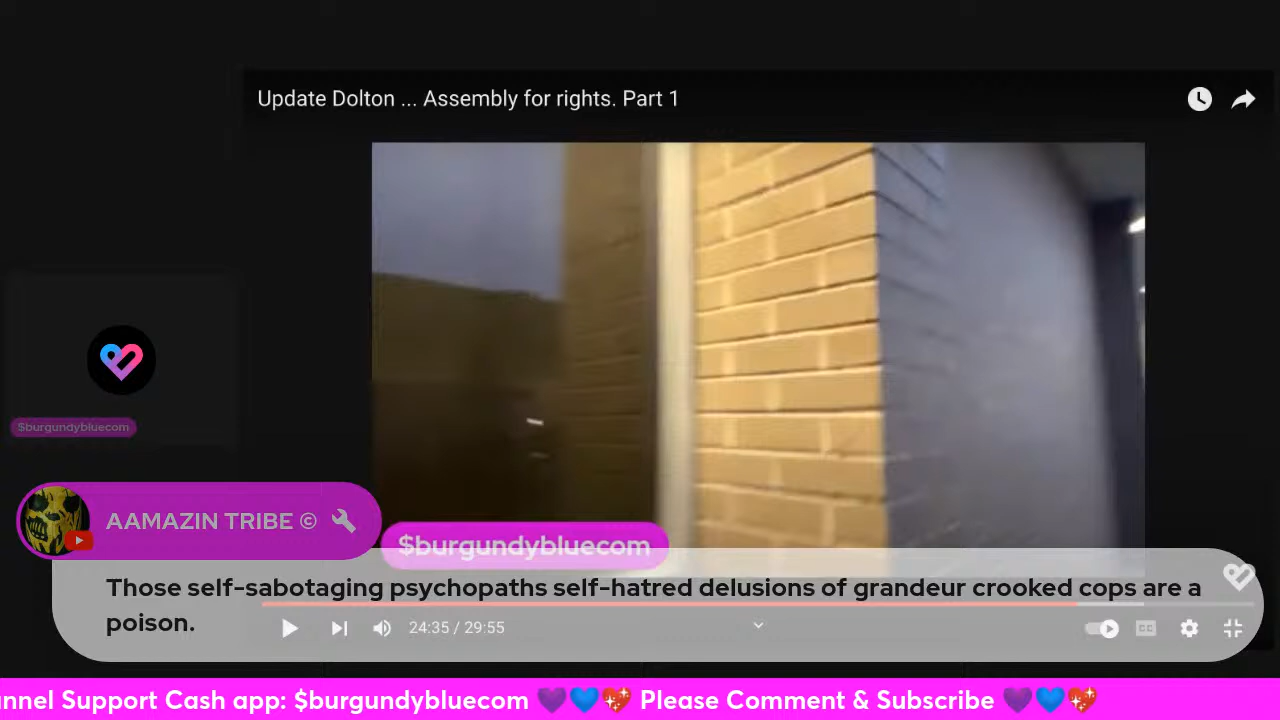 Update Dolton ... Assembly for rights. Part 1
$burgundybluecom
AAMAZIN TRIBE ©
$burgundybluecom
Those self-sabotaging psychopaths self-hatred delusions of grandeur crooked cops are a
poison.
24:35 / 29:55
CC
Support Cash app: $burgundybluecom 💜💙💖 Please Comment & Subscribe 💜💙💖